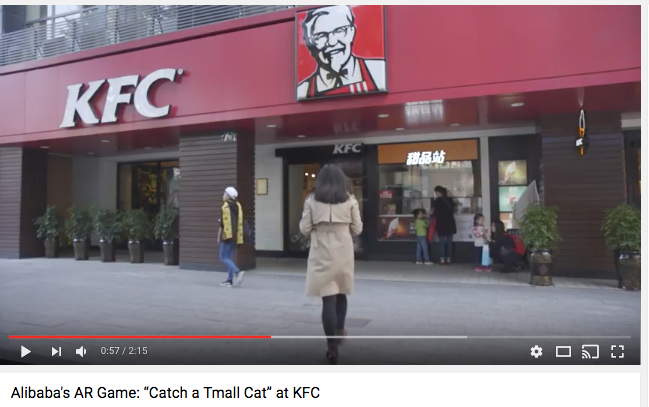 KFC
KFC
甜品站
0:57 / 2:15
Alibaba's AR Game: “Catch a Tmall Cat” at KFC